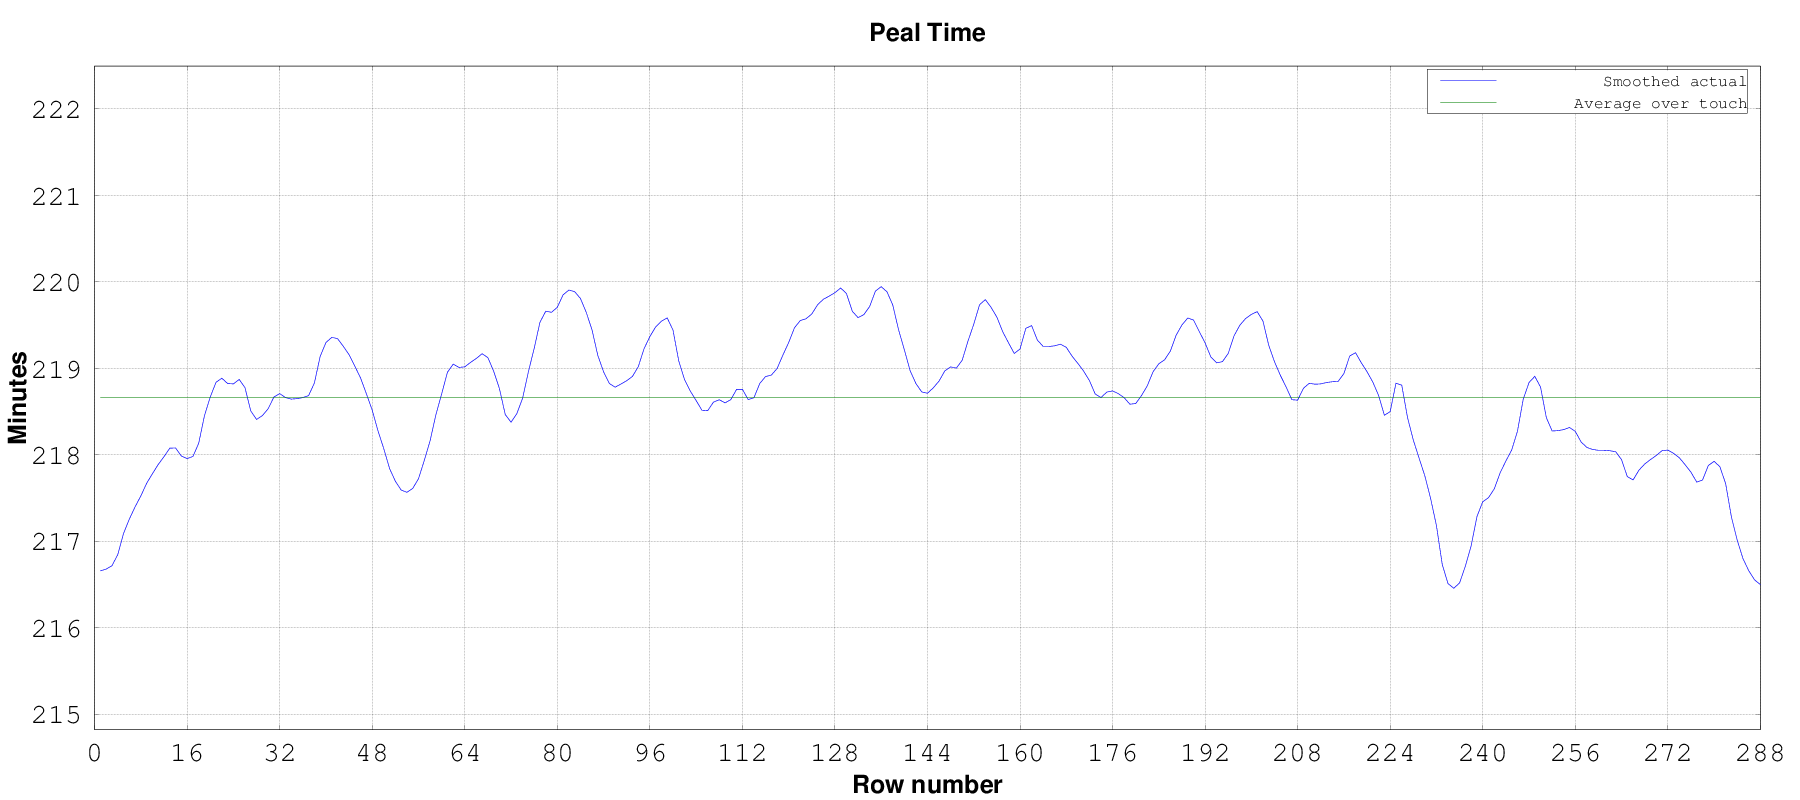 Peal Time
Smoothed actual
Average over touch
222
221
220
219
218
217
216
215
Minutes
0 16 32 48 64 80 96 112 128 144 160 176 192 208 224 240 256 272 288
Row number